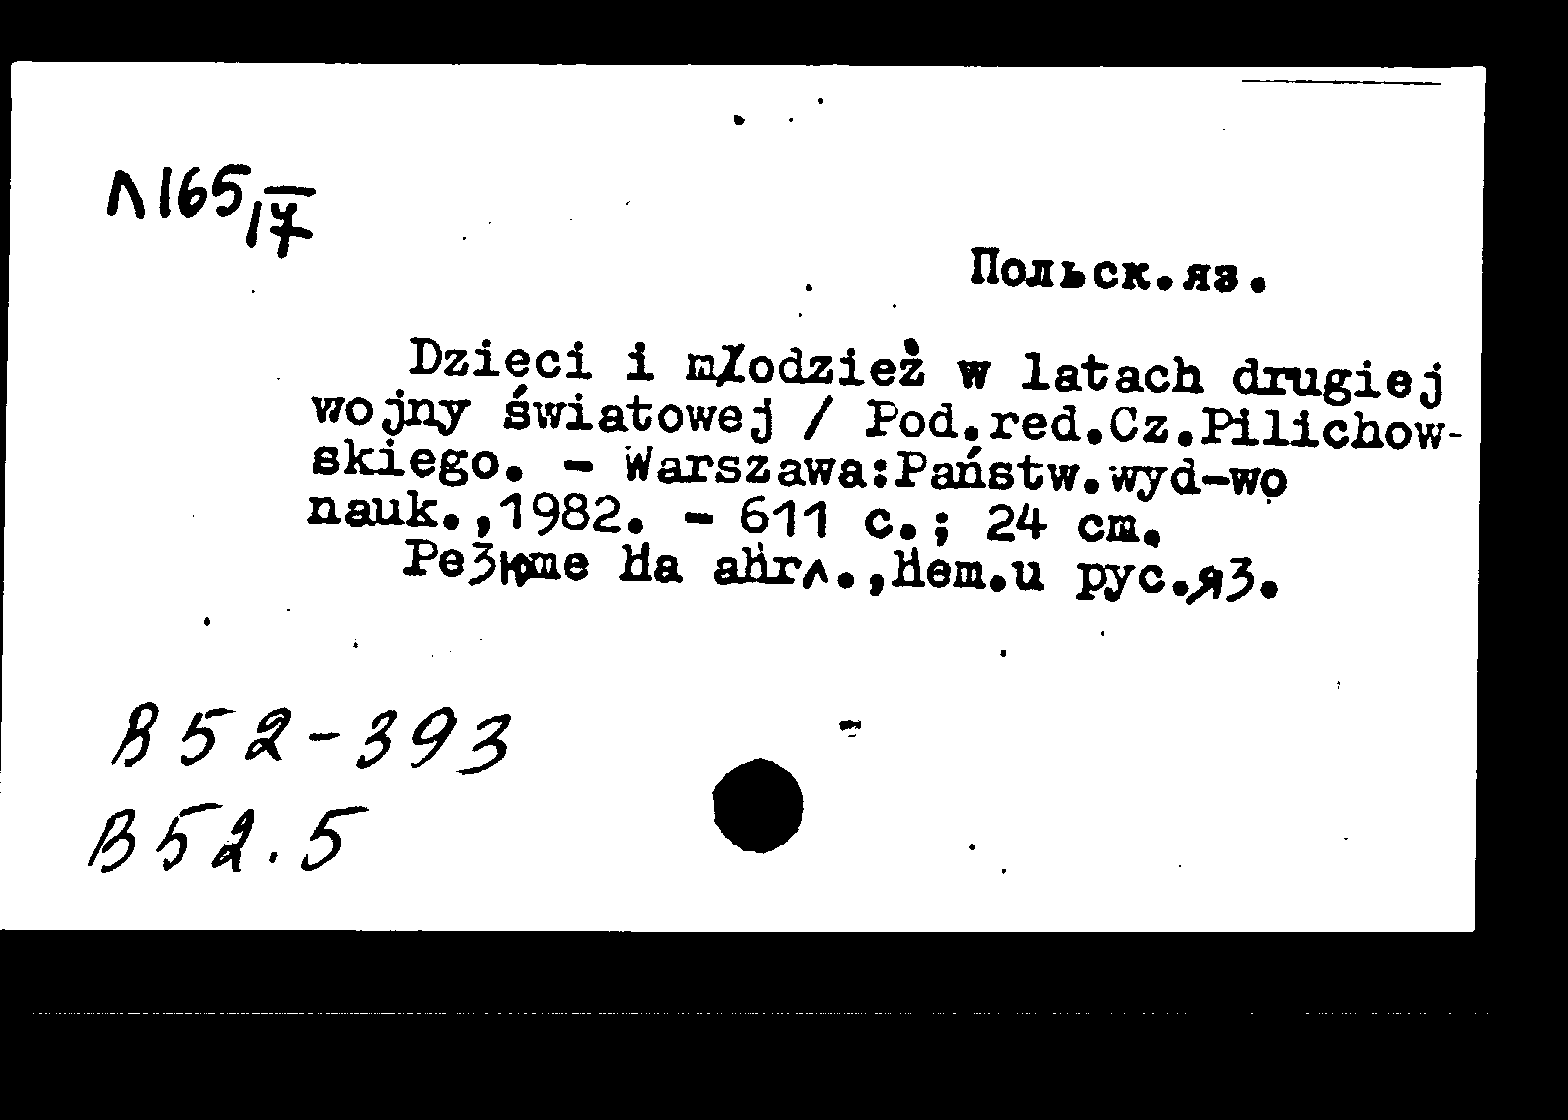 Л165/17
Польск.яз.
Dzieci i młodzież w latach drugiej
wojny światowej / Pod.red.Cz.Pilichow-
skiego. - Warszawa:Państw.wyd-wo
nauk.,1982. - 611 с.; 24 cm.
Резюме на англ.,нем.и рус.яз.
В52-393
В52.5